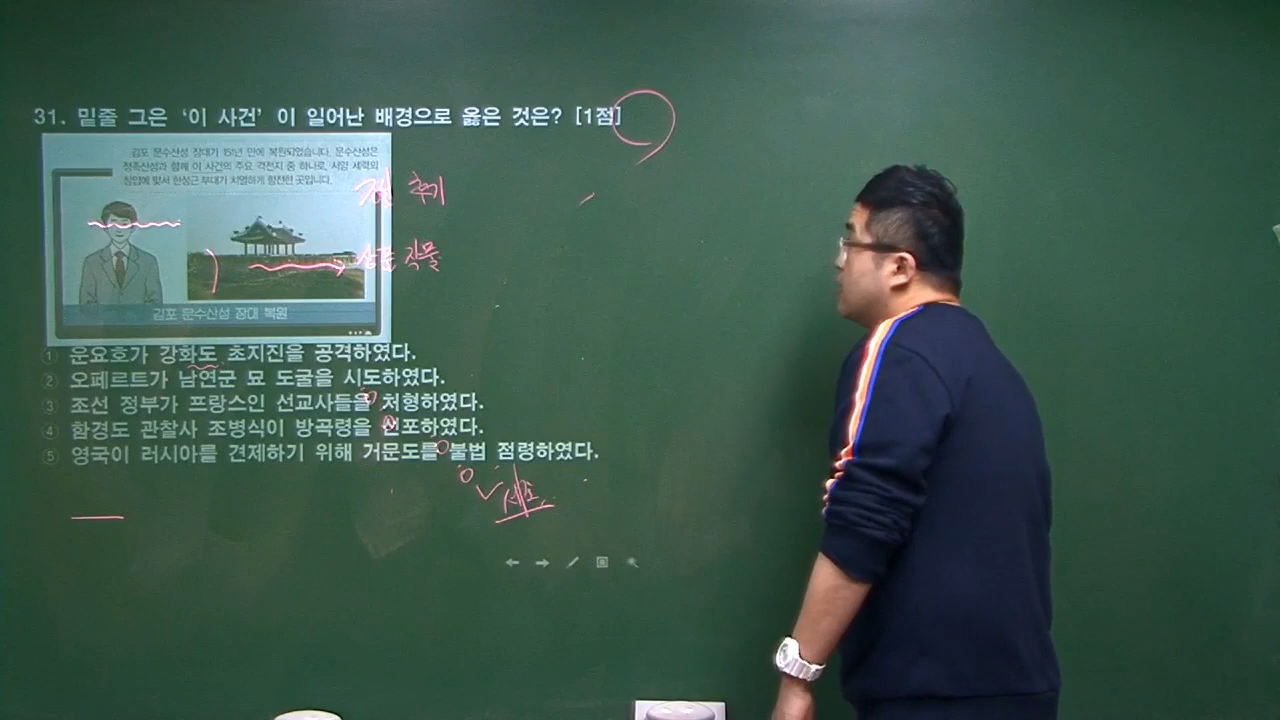 31. 밑줄 그은 '이 사건' 이 일어난 배경으로 옳은 것은? [1점]
김포 문수산성 장대가 151년 만에 복원되었습니다. 문수산성은
정족산성과 함께 이 사건의 주요 격전지 중 하나로, 서양 세력의
침입에 맞서 한성근 부대가 치열하게 항전한 곳입니다.
후기
작물
김포 문수산성 장대 복원
① 운요호가 강화도 초지진을 공격하였다.
② 오페르트가 남연군 묘 도굴을 시도하였다.
③ 조선 정부가 프랑스인 선교사들을 처형하였다.
④ 함경도 관찰사 조병식이 방곡령을 선포하였다.
⑤ 영국이 러시아를 견제하기 위해 거문도를 불법 점령하였다.